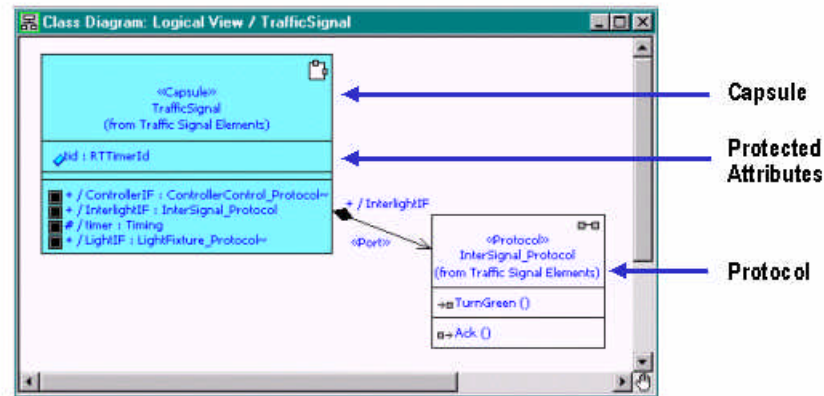 Class Diagram: Logical View / TrafficSignal
«Capsule»
TrafficSignal
(from Traffic Signal Elements)
tid : RTTimerId
+ / ControllerIF : ControllerControl_Protocol~
+ / InterlightIF : InterSignal_Protocol
# / timer : Timing
+ / LightIF : LightFixture_Protocol~
+ / InterlightIF
«Port»
«Protocol»
InterSignal_Protocol
(from Traffic Signal Elements)
TurnGreen ()
Ack ()
Capsule
Protected
Attributes
Protocol